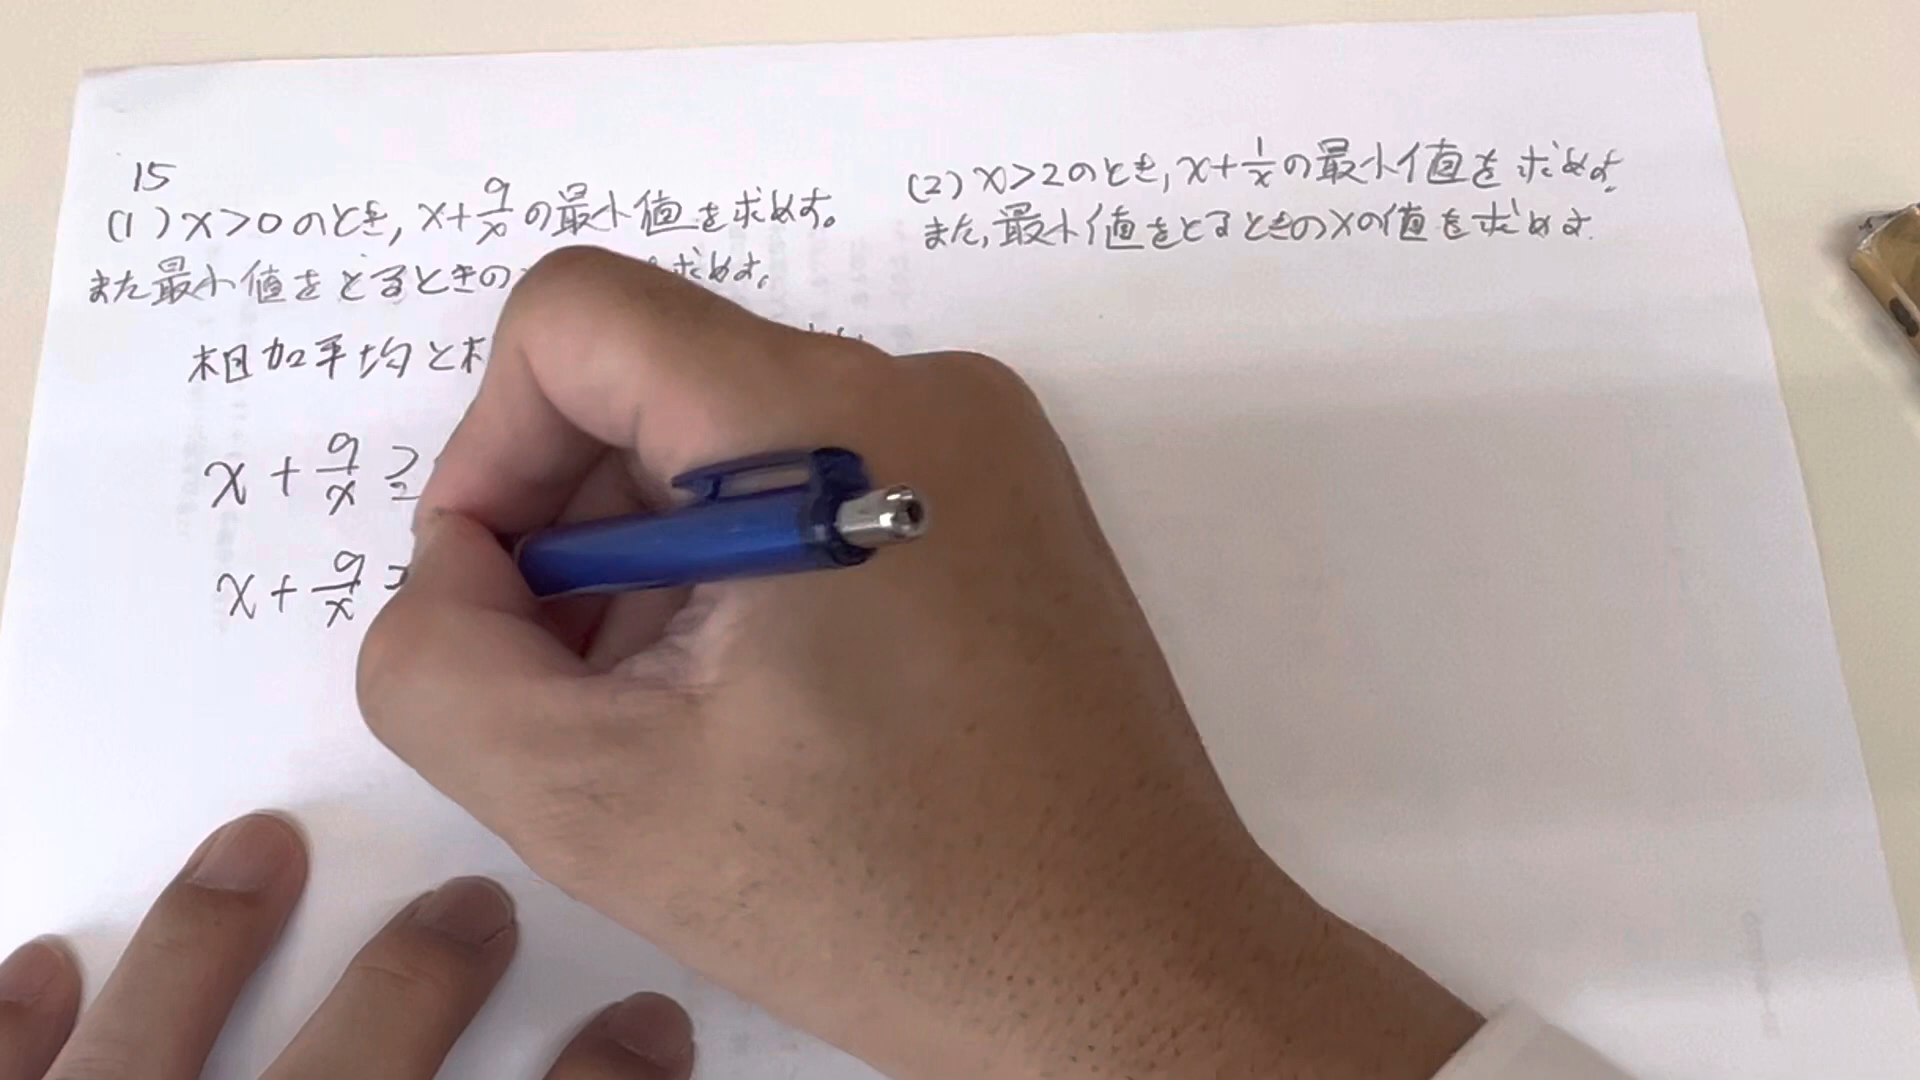 15
(1) x>0のとき, x+9/xの最小値を求めよ。
また最小値をとるときの 求めよ。
相加平均と
x + 9/x ≧
x + 9/x
(2) x>2のとき, x+1/xの最小値を求めよ。
また, 最小値をとるときのxの値を求めよ.